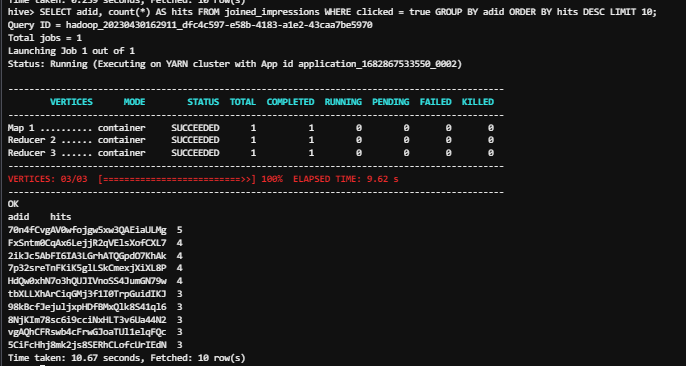 Time taken: 0.239 seconds, Fetched: 10 row(s)
hive> SELECT adid, count(*) AS hits FROM joined_impressions WHERE clicked = true GROUP BY adid ORDER BY hits DESC LIMIT 10;
Query ID = hadoop_20230430162911_dfc4c597-e58b-4183-a1e2-43caa7be5970
Total jobs = 1
Launching Job 1 out of 1
Status: Running (Executing on YARN cluster with App id application_1682867533550_0002)
----------------------------------------------------------------------------------------------
VERTICES MODE STATUS TOTAL COMPLETED RUNNING PENDING FAILED KILLED
----------------------------------------------------------------------------------------------
Map 1 .......... container SUCCEEDED 1 1 0 0 0 0
Reducer 2 ...... container SUCCEEDED 1 1 0 0 0 0
Reducer 3 ...... container SUCCEEDED 1 1 0 0 0 0
----------------------------------------------------------------------------------------------
VERTICES: 03/03 [==========================>>] 100% ELAPSED TIME: 9.62 s
----------------------------------------------------------------------------------------------
OK
adid hits
70n4fCvgAV0wfojgw5xw3QAEiaULMg 5
FxSntm0CqAx6LejjR2qVElsXofCXL7 4
2ikJc5AbFI6IA3LGrhATQGpdO7KhAk 4
7p32sreTnFKiK5glLSkCmexjXiXL8P 4
HdQw0xhN7o3hQUJIVnoSS4JumGN79w 4
tbXLLXhArCiqGMj3f1I0TrpGuidIKJ 3
98kBcfJejuljxpHDfBMxQlk8S41ql6 3
8NjKIm78sc6i9cciNxHLT3v6Ua44N2 3
vgAQhCFRswb4cFrwGJoaTUl1elqFQc 3
5CiFcHhj8mk2js8SERhCLofcUrIEdN 3
Time taken: 10.67 seconds, Fetched: 10 row(s)